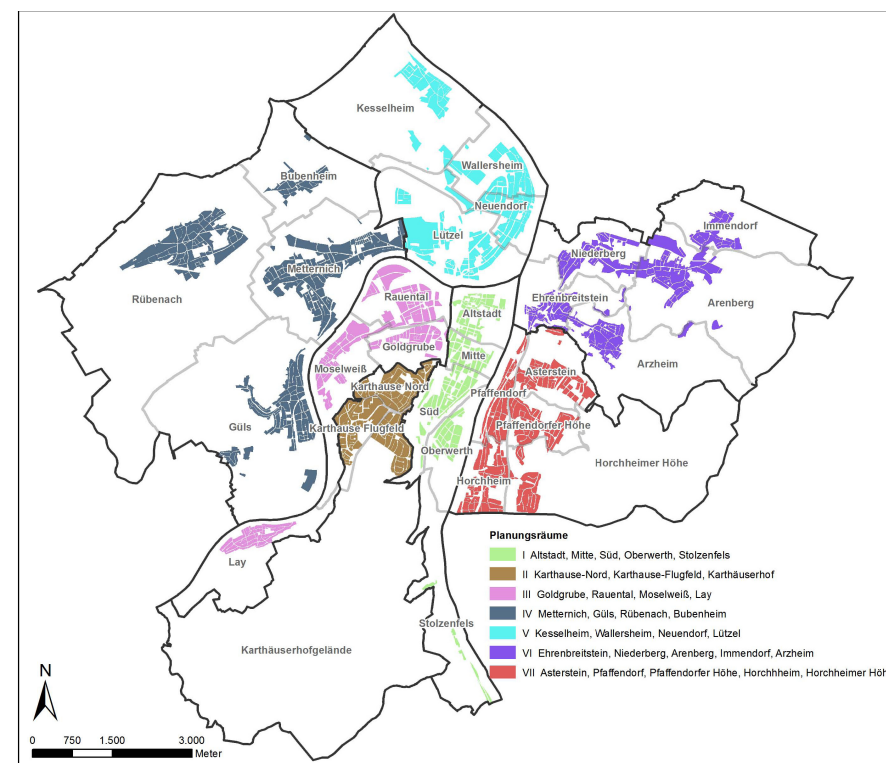 Kesselheim
Wallersheim
Bubenheim
Neuendorf
Immendorf
Lützel
Niederberg
Metternich
Rübenach
Rauental
Ehrenbreitstein
Arenberg
Altstadt
Goldgrube
Mitte
Arzheim
Moselweiß
Asterstein
Karthause Nord
Pfaffendorf
Süd
Güls
Karthause Flugfeld
Pfaffendorfer Höhe
Oberwerth
Horchheimer Höhe
Horchheim
Lay
Stolzenfels
Karthäuserhofgelände
Planungsräume
I Altstadt, Mitte, Süd, Oberwerth, Stolzenfels
II Karthause-Nord, Karthause-Flugfeld, Karthäuserhof
III Goldgrube, Rauental, Moselweiß, Lay
IV Metternich, Güls, Rübenach, Bubenheim
V Kesselheim, Wallersheim, Neuendorf, Lützel
VI Ehrenbreitstein, Niederberg, Arenberg, Immendorf, Arzheim
VII Asterstein, Pfaffendorf, Pfaffendorfer Höhe, Horchhheim, Horchheimer Höh
N
0 750 1.500 3.000
Meter